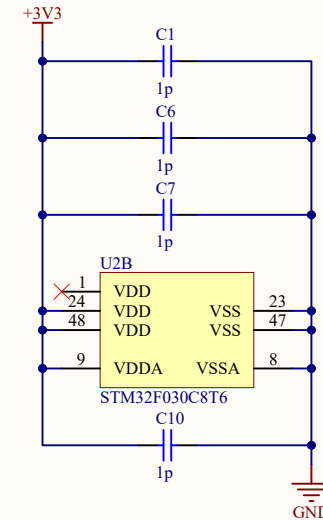 +3V3
C1
1p
C6
1p
C7
1p
U2B
1 VDD
24 VDD VSS 23
48 VDD VSS 47
9 VDDA VSSA 8
STM32F030C8T6
C10
1p
GND